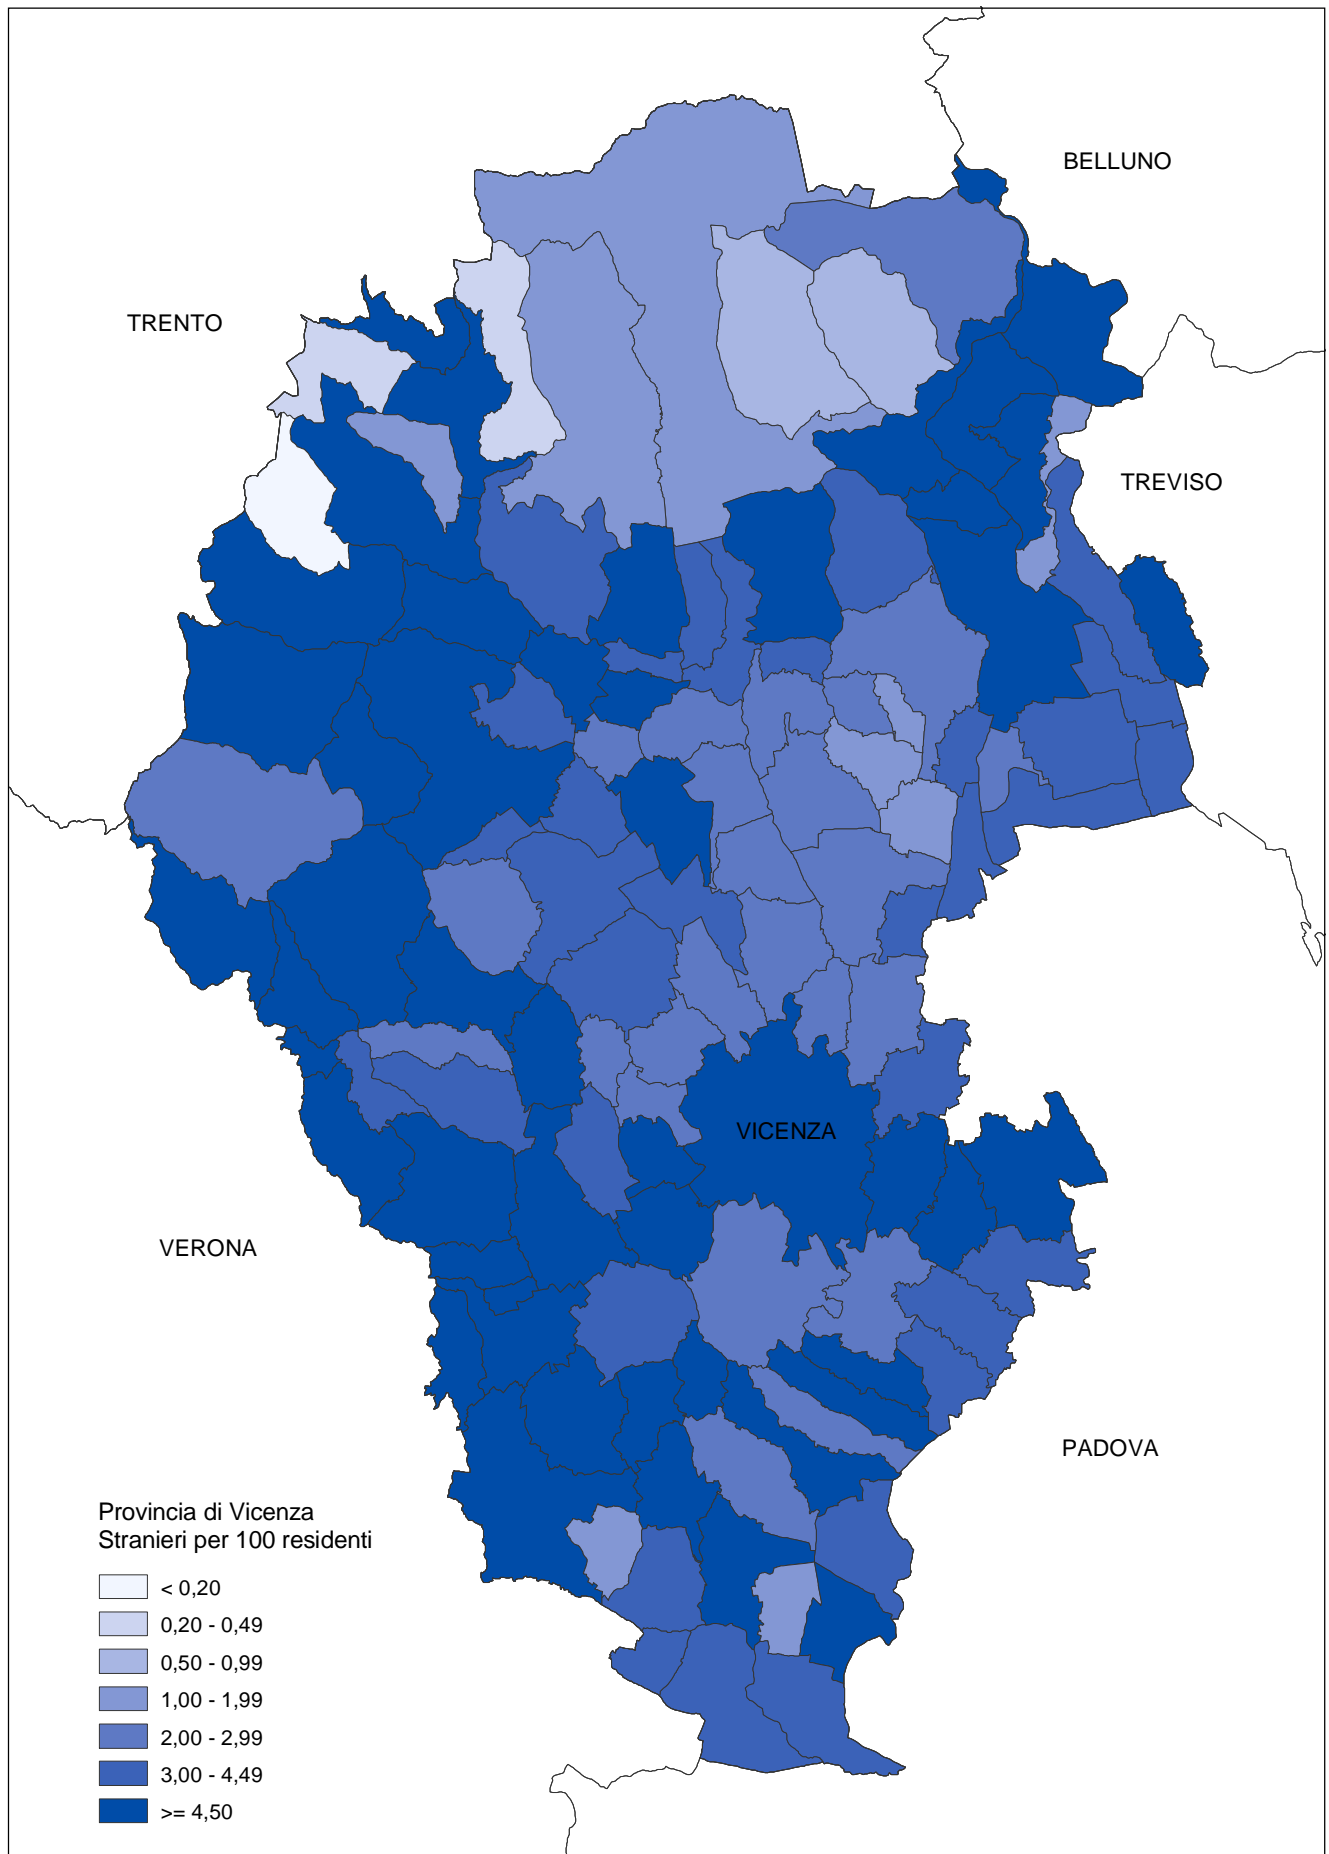 BELLUNO
TRENTO
TREVISO
VICENZA
VERONA
PADOVA
Provincia di Vicenza
Stranieri per 100 residenti
< 0,20
0,20 - 0,49
0,50 - 0,99
1,00 - 1,99
2,00 - 2,99
3,00 - 4,49
>= 4,50